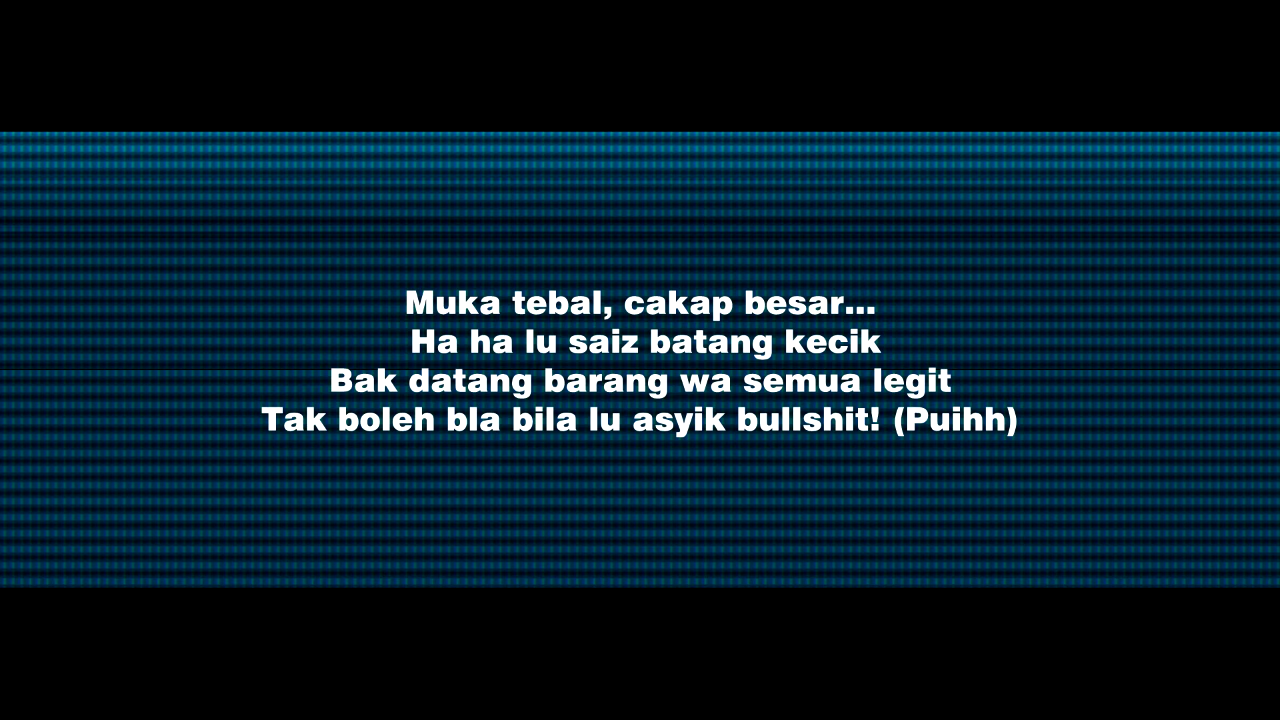 Muka tebal, cakap besar...
Ha ha lu saiz batang kecik
Bak datang barang wa semua legit
Tak boleh bla bila lu asyik bullshit! (Puihh)